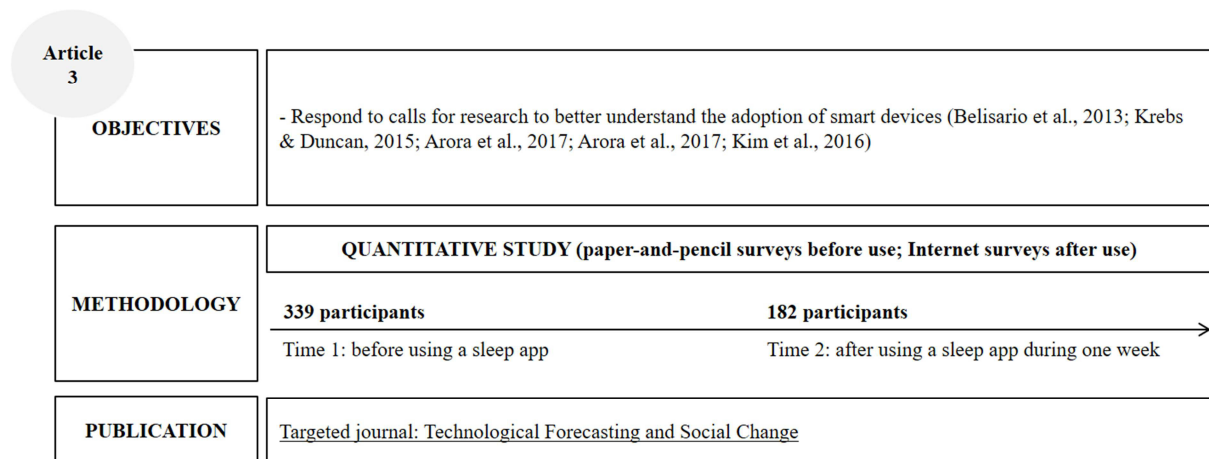 Article
3
OBJECTIVES
- Respond to calls for research to better understand the adoption of smart devices (Belisario et al., 2013; Krebs
& Duncan, 2015; Arora et al., 2017; Arora et al., 2017; Kim et al., 2016)
METHODOLOGY
QUANTITATIVE STUDY (paper-and-pencil surveys before use; Internet surveys after use)
339 participants
182 participants
Time 1: before using a sleep app
Time 2: after using a sleep app during one week
PUBLICATION
Targeted journal: Technological Forecasting and Social Change